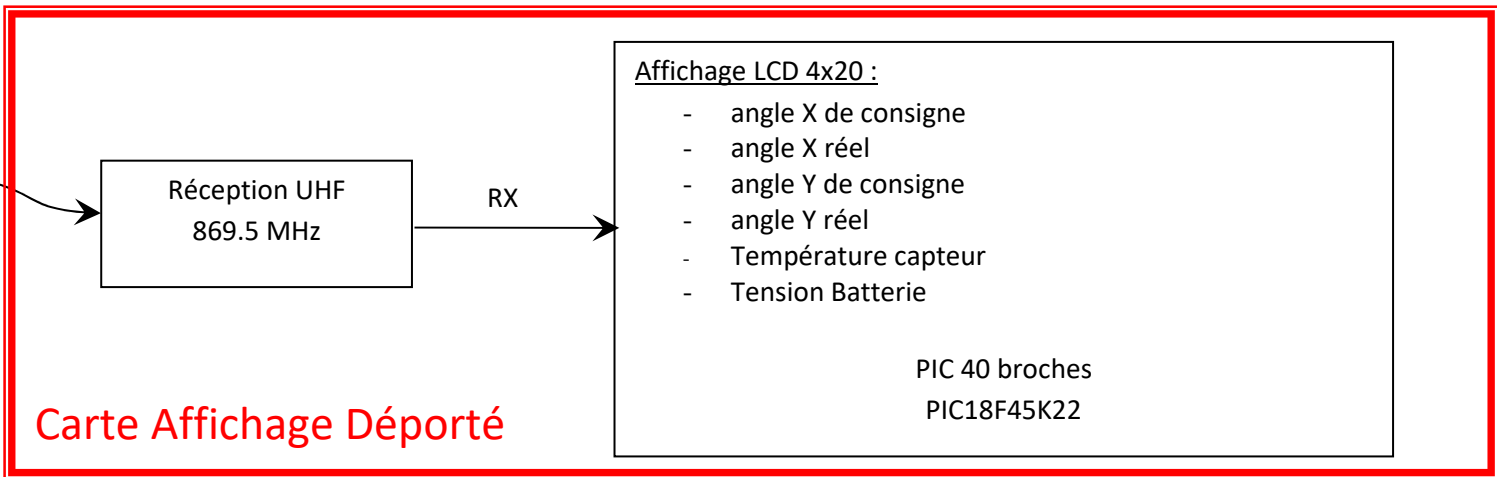 Réception UHF
869.5 MHz
RX
Affichage LCD 4x20 :
- angle X de consigne
- angle X réel
- angle Y de consigne
- angle Y réel
- Température capteur
- Tension Batterie
PIC 40 broches
PIC18F45K22
Carte Affichage Déporté